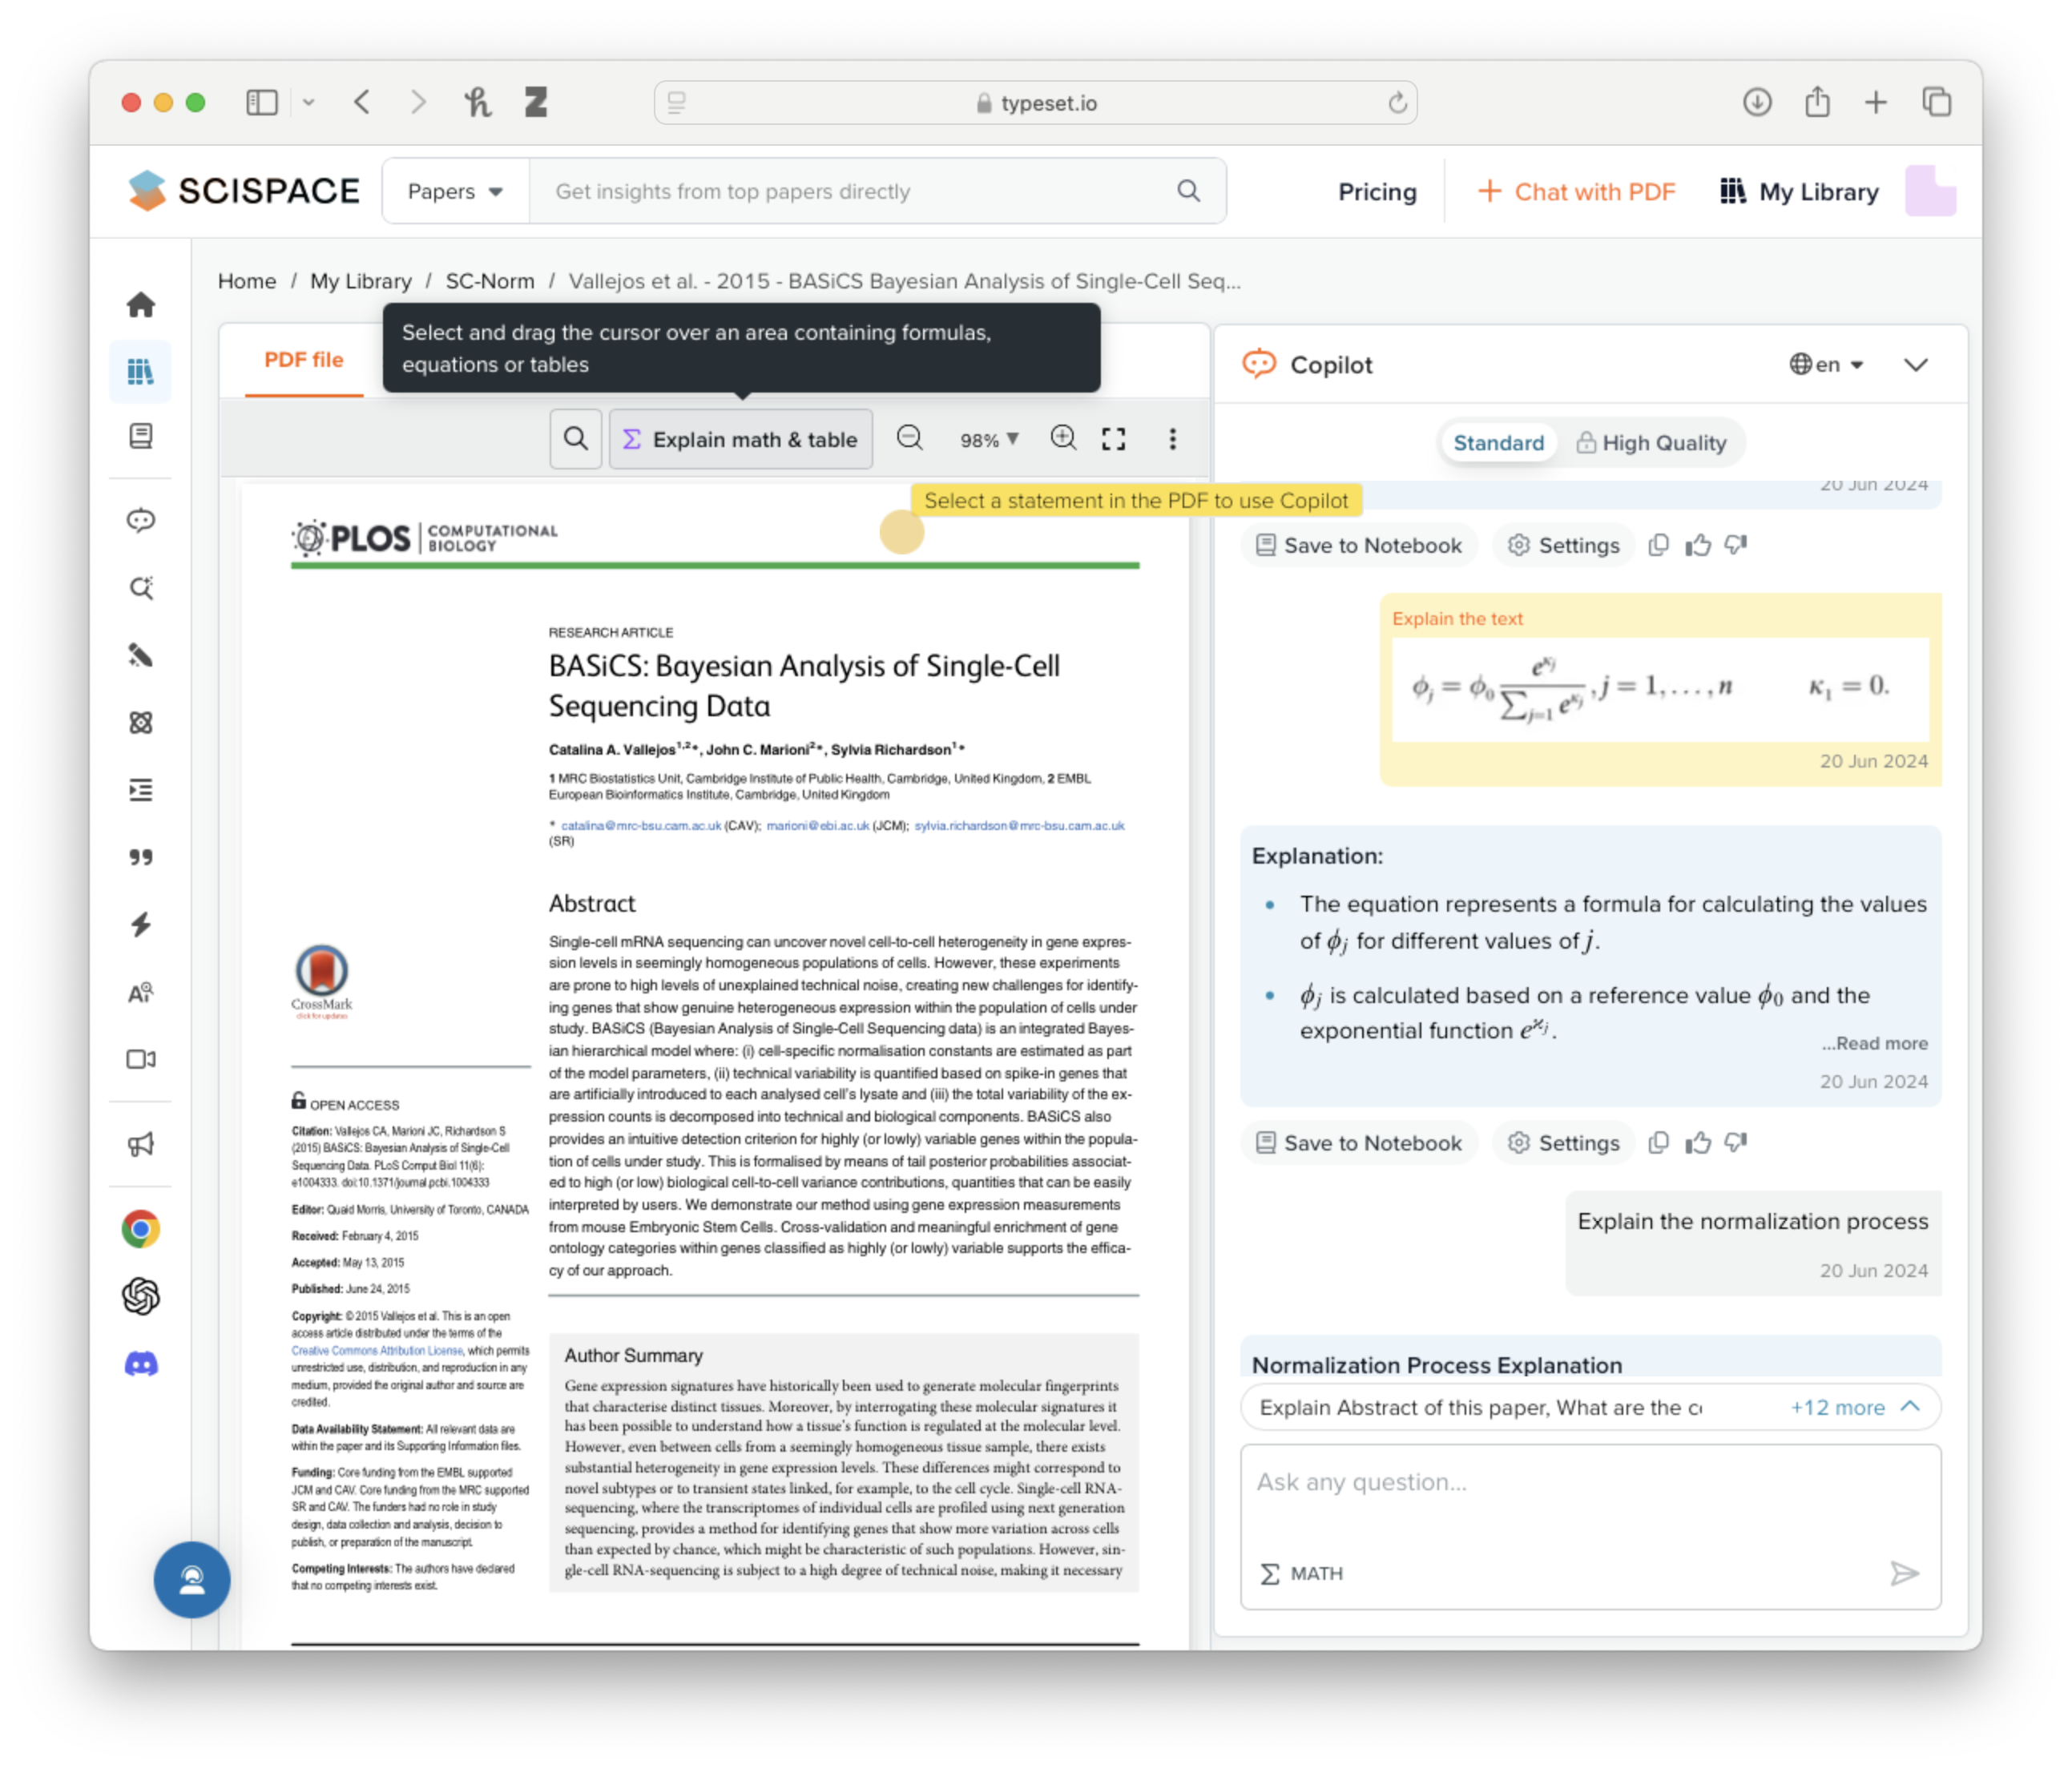 typeset.io
SCISPACE
Papers
Get insights from top papers directly
Pricing
+ Chat with PDF
My Library
Home / My Library / SC-Norm / Vallejos et al. - 2015 - BASiCS Bayesian Analysis of Single-Cell Seq...
Select and drag the cursor over an area containing formulas,
equations or tables
PDF file
Σ Explain math & table
98%
Select a statement in the PDF to use Copilot
PLOS | COMPUTATIONAL
BIOLOGY
RESEARCH ARTICLE
BASiCS: Bayesian Analysis of Single-Cell
Sequencing Data
Catalina A. Vallejos1,2*, John C. Marioni2*, Sylvia Richardson1*
1 MRC Biostatistics Unit, Cambridge Institute of Public Health, Cambridge, United Kingdom, 2 EMBL
European Bioinformatics Institute, Cambridge, United Kingdom
* catalina@mrc-bsu.cam.ac.uk (CAV); marioni@ebi.ac.uk (JCM); sylvia.richardson@mrc-bsu.cam.ac.uk
(SR)
Abstract
Single-cell mRNA sequencing can uncover novel cell-to-cell heterogeneity in gene expres-
sion levels in seemingly homogeneous populations of cells. However, these experiments
are prone to high levels of unexplained technical noise, creating new challenges for identify-
ing genes that show genuine heterogeneous expression within the population of cells under
study. BASiCS (Bayesian Analysis of Single-Cell Sequencing data) is an integrated Bayes-
ian hierarchical model where: (i) cell-specific normalisation constants are estimated as part
of the model parameters, (ii) technical variability is quantified based on spike-in genes that
are artificially introduced to each analysed cell's lysate and (iii) the total variability of the ex-
pression counts is decomposed into technical and biological components. BASiCS also
provides an intuitive detection criterion for highly (or lowly) variable genes within the popula-
tion of cells under study. This is formalised by means of tail posterior probabilities associat-
ed to high (or low) biological cell-to-cell variance contributions, quantities that can be easily
interpreted by users. We demonstrate our method using gene expression measurements
from mouse Embryonic Stem Cells. Cross-validation and meaningful enrichment of gene
ontology categories within genes classified as highly (or lowly) variable supports the effica-
cy of our approach.
CrossMark
click for updates
OPEN ACCESS
Citation: Vallejos CA, Marioni JC, Richardson S
(2015) BASiCS: Bayesian Analysis of Single-Cell
Sequencing Data. PLoS Comput Biol 11(6):
e1004333. doi:10.1371/journal.pcbi.1004333
Editor: Quaid Morris, University of Toronto, CANADA
Received: February 4, 2015
Accepted: May 13, 2015
Published: June 24, 2015
Copyright: © 2015 Vallejos et al. This is an open
access article distributed under the terms of the
Creative Commons Attribution License, which permits
unrestricted use, distribution, and reproduction in any
medium, provided the original author and source are
credited.
Data Availability Statement: All relevant data are
within the paper and its Supporting Information files.
Funding: Core funding from the EMBL supported
JCM and CAV. Core funding from the MRC supported
SR and CAV. The funders had no role in study
design, data collection and analysis, decision to
publish, or preparation of the manuscript.
Competing Interests: The authors have declared
that no competing interests exist.
Author Summary
Gene expression signatures have historically been used to generate molecular fingerprints
that characterise distinct tissues. Moreover, by interrogating these molecular signatures it
has been possible to understand how a tissue's function is regulated at the molecular level.
However, even between cells from a seemingly homogeneous tissue sample, there exists
substantial heterogeneity in gene expression levels. These differences might correspond to
novel subtypes or to transient states linked, for example, to the cell cycle. Single-cell RNA-
sequencing, where the transcriptomes of individual cells are profiled using next generation
sequencing, provides a method for identifying genes that show more variation across cells
than expected by chance, which might be characteristic of such populations. However, sin-
gle-cell RNA-sequencing is subject to a high degree of technical noise, making it necessary
Copilot
en
Standard
High Quality
20 Jun 2024
Save to Notebook
Settings
Explain the text
ϕj = ϕ0 e^κj / ∑j=1 e^κj , j = 1, . . . , n κ1 = 0.
20 Jun 2024
Explanation:
• The equation represents a formula for calculating the values
of ϕj for different values of j.
• ϕj is calculated based on a reference value ϕ0 and the
exponential function e^ϰj.
...Read more
20 Jun 2024
Save to Notebook
Settings
Explain the normalization process
20 Jun 2024
Normalization Process Explanation
Explain Abstract of this paper, What are the c
+12 more
Ask any question...
Σ MATH